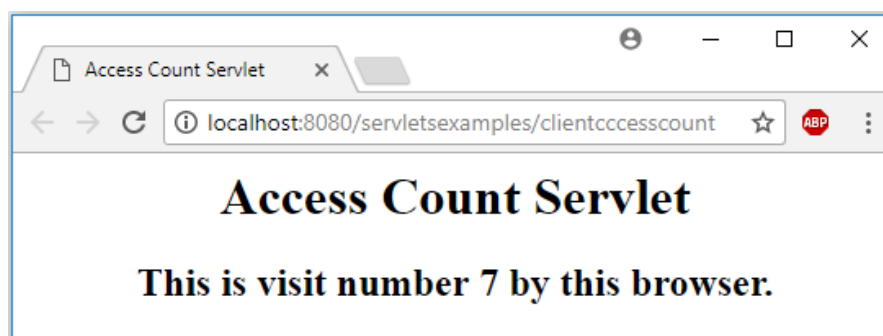 Access Count Servlet
localhost:8080/servletsexamples/clientcccesscount
ABP
Access Count Servlet
This is visit number 7 by this browser.